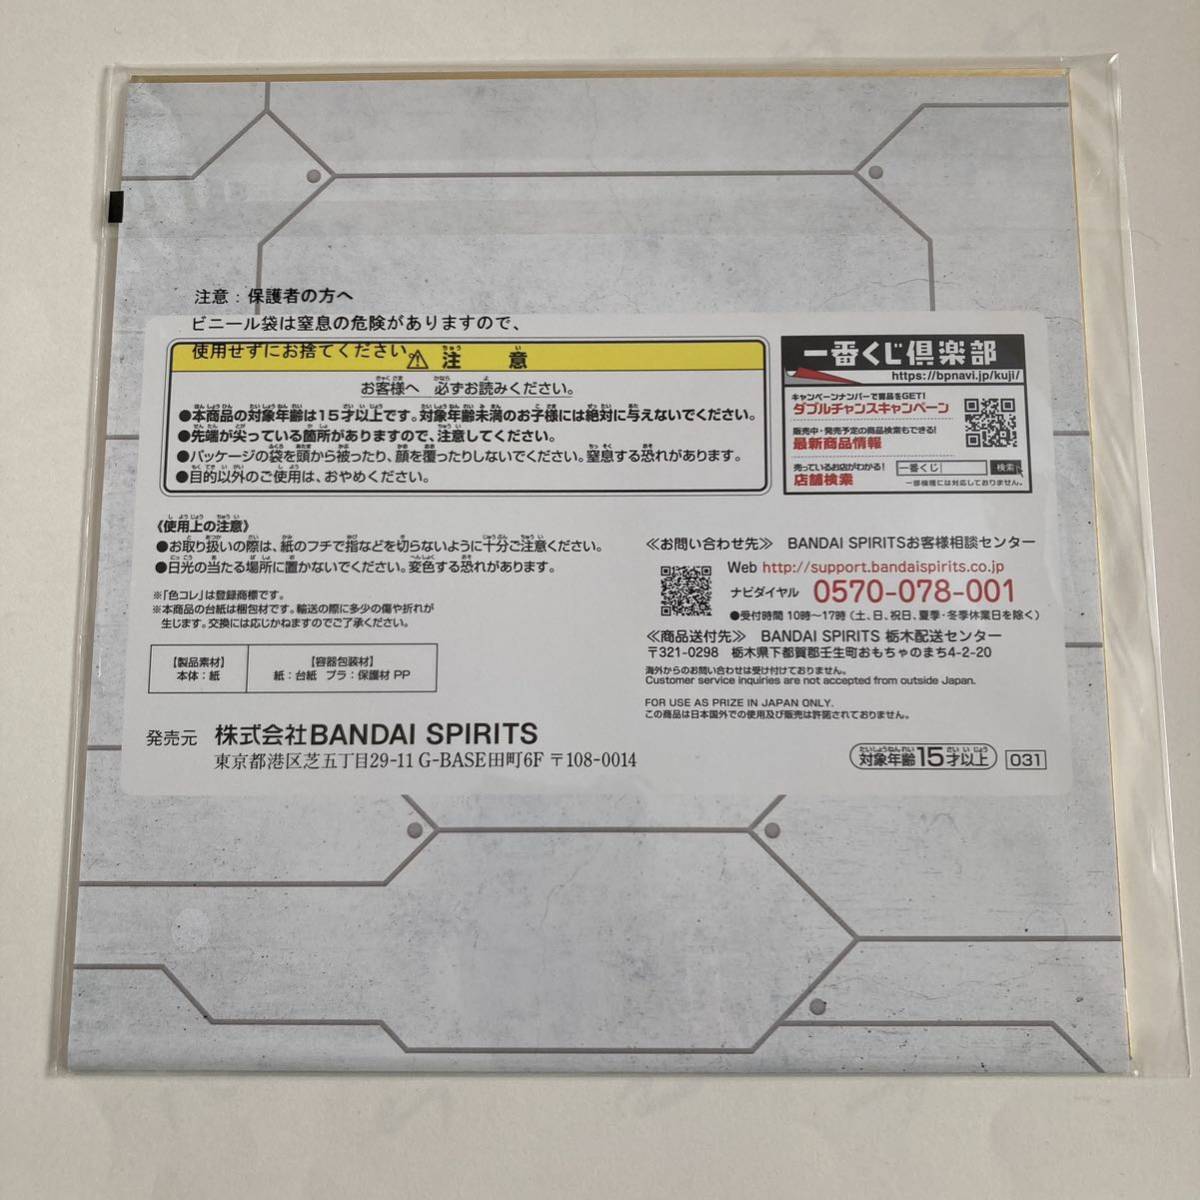 注意：保護者の方へ
ビニール袋は窒息の危険がありますので、
使用せずにお捨てください。
⚠ 注意
お客様へ 必ずお読みください。
●本商品の対象年齢は15才以上です。対象年齢未満のお子様には絶対に与えないでください。
●先端が尖っている箇所がありますので、注意してください。
●パッケージの袋を頭から被ったり、顔を覆ったりしないでください。窒息する恐れがあります。
●目的以外のご使用は、おやめください。
一番くじ倶楽部
https://bpnavi.jp/kuji/
キャンペーンナンバーで賞品をGET!
ダブルチャンスキャンペーン
販売中・発売予定の商品検索もできる!
最新商品情報
売っているお店がわかる!
店舗検索
一番くじ 検索
一部機種には対応しておりません。
《使用上の注意》
●お取り扱いの際は、紙のフチで指などを切らないように十分ご注意ください。
●日光の当たる場所に置かないでください。変色する恐れがあります。
※「色コレ」は登録商標です。
※本商品の台紙は梱包材です。輸送の際に多少の傷や折れが
生じます。交換には応じかねますのでご了承ください。
【製品素材】
本体：紙
【容器包装材】
紙：台紙 プラ：保護材 PP
≪お問い合わせ先≫ BANDAI SPIRITSお客様相談センター
Web http://support.bandaispirits.co.jp
ナビダイヤル 0570-078-001
●受付時間 10時～17時（土、日、祝日、夏季・冬季休業日を除く）
≪商品送付先≫ BANDAI SPIRITS 栃木配送センター
〒321-0298 栃木県下都賀郡壬生町おもちゃのまち4-2-20
海外からのお問い合わせは受け付けておりません。
Customer service inquiries are not accepted from outside Japan.
FOR USE AS PRIZE IN JAPAN ONLY.
この商品は日本国外での使用及び販売は許諾されておりません。
発売元 株式会社BANDAI SPIRITS
東京都港区芝五丁目29-11 G-BASE田町6F 〒108-0014
対象年齢15才以上
031